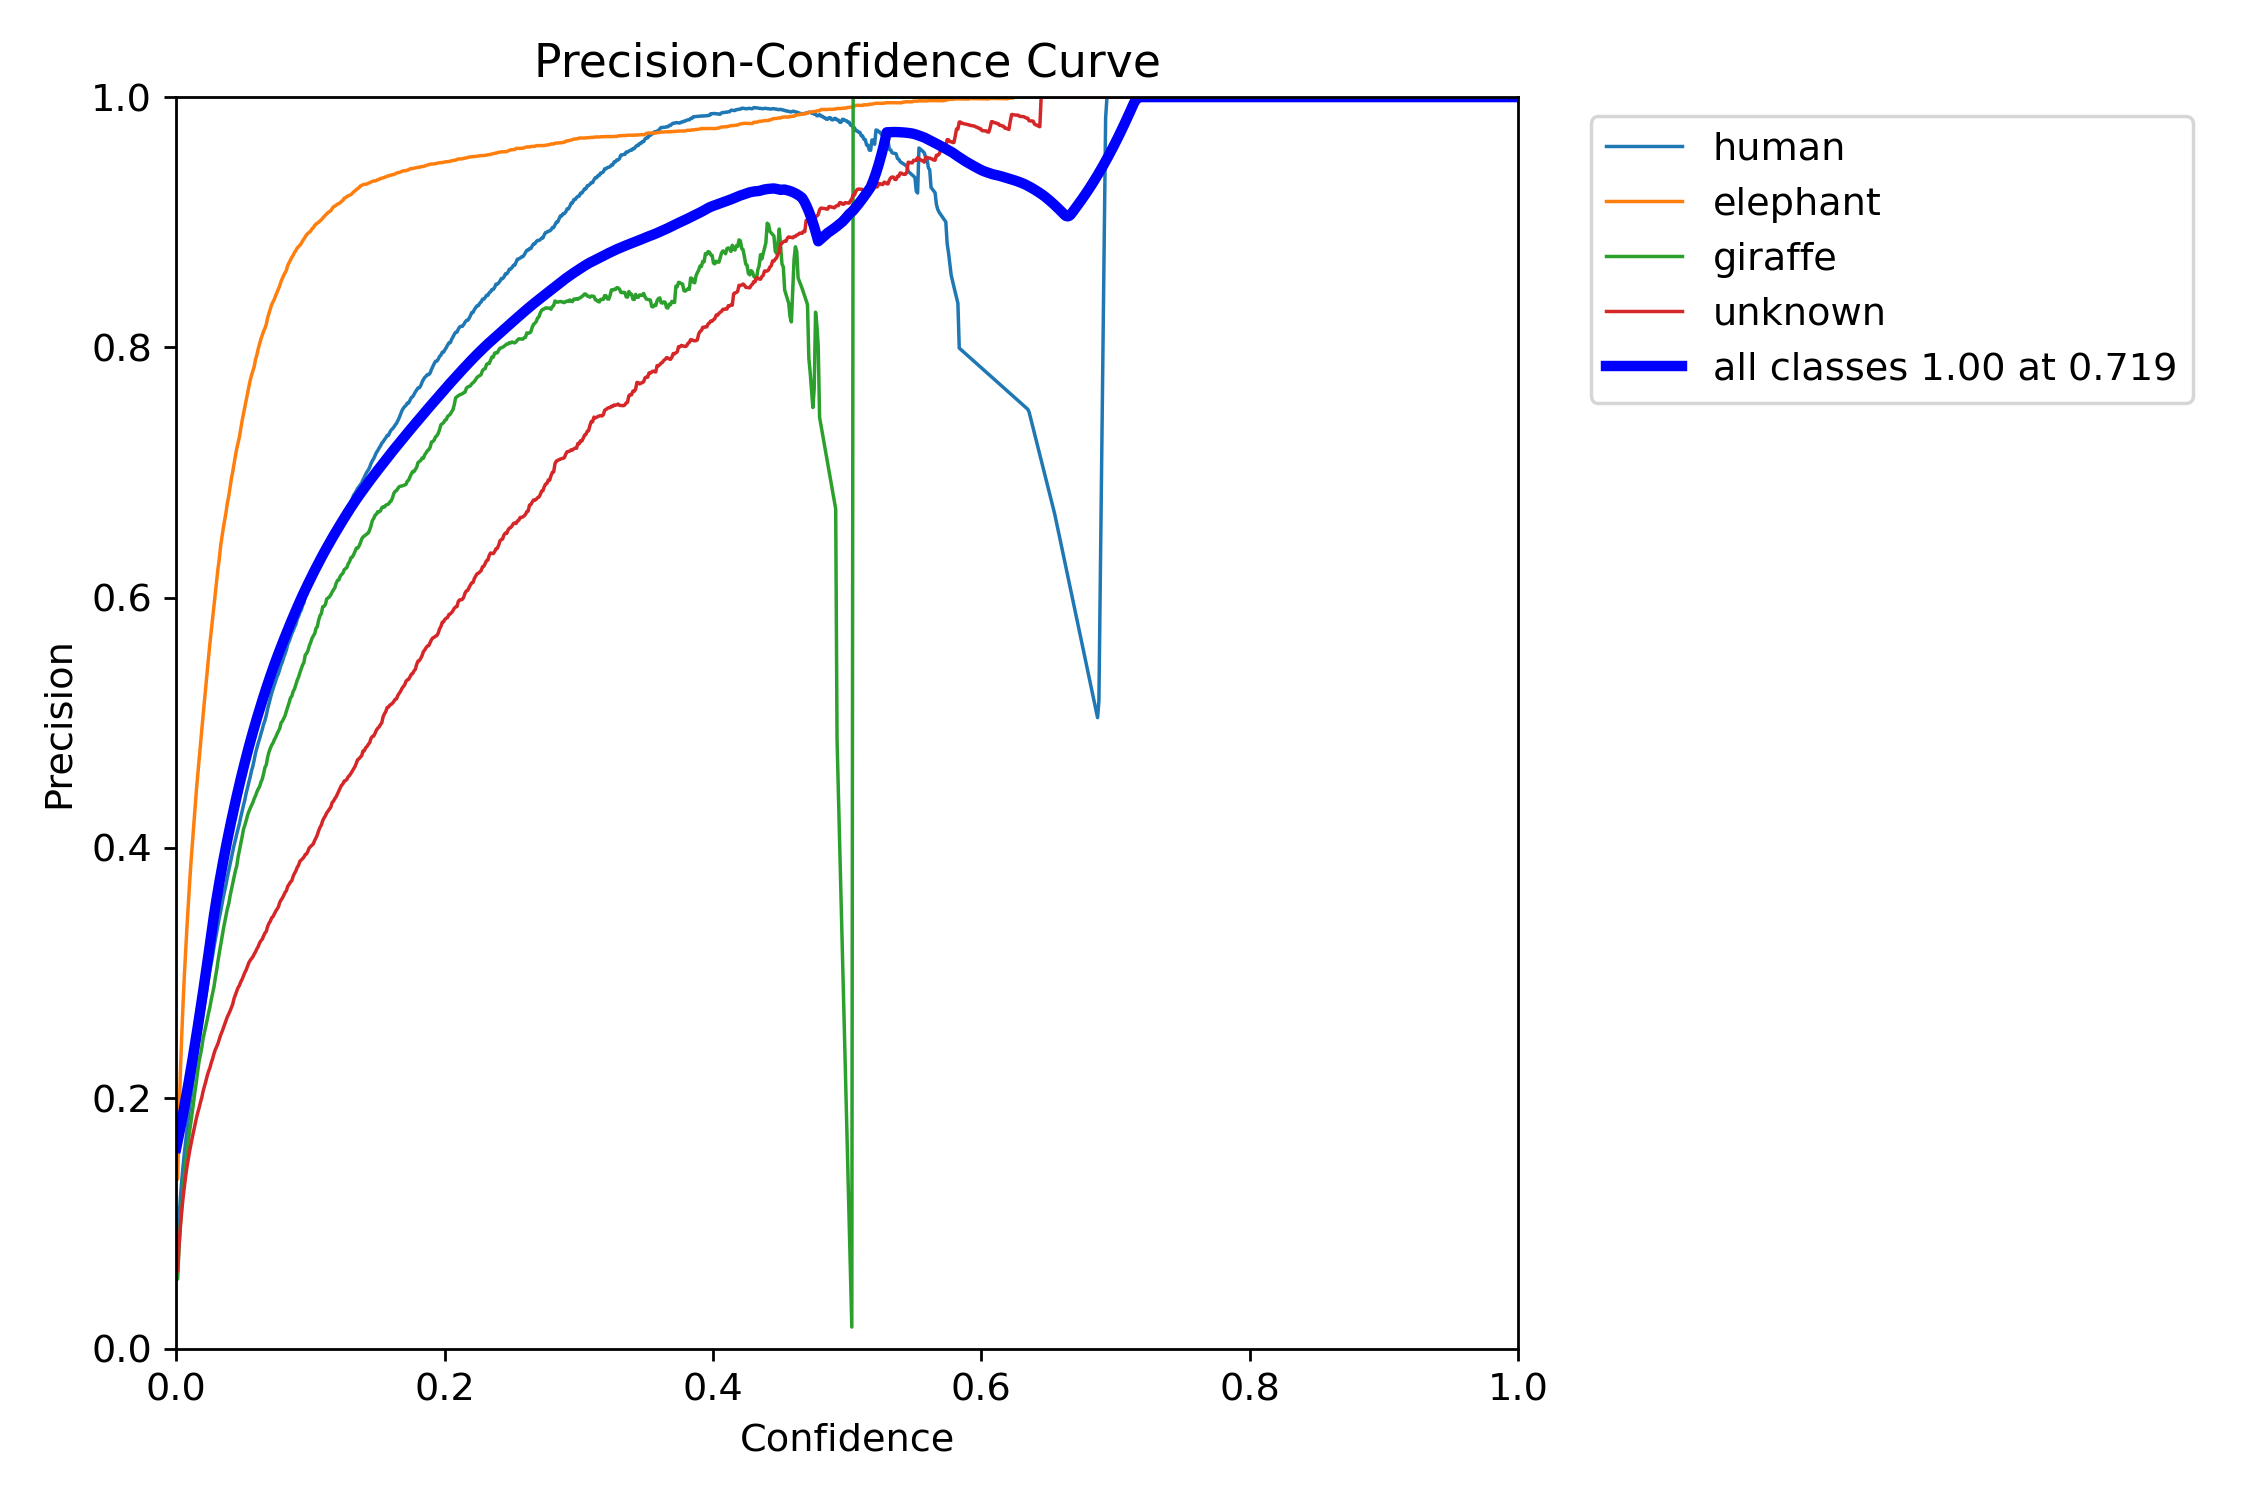 Precision-Confidence Curve
1.0
0.8
0.6
0.4
0.2
0.0
Precision
0.0 0.2 0.4 0.6 0.8 1.0
Confidence
human
elephant
giraffe
unknown
all classes 1.00 at 0.719